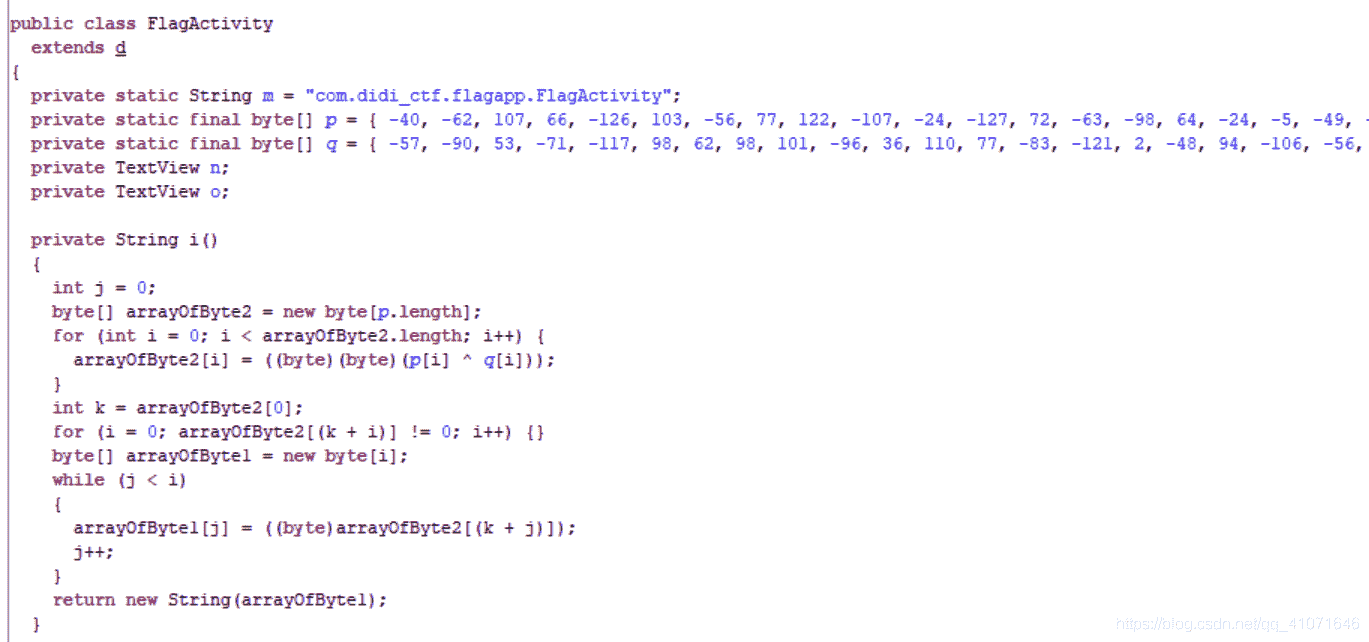 public class FlagActivity
extends d
{
private static String m = "com.didi_ctf.flagapp.FlagActivity";
private static final byte[] p = { -40, -62, 107, 66, -126, 103, -56, 77, 122, -107, -24, -127, 72, -63, -98, 64, -24, -5, -49, -
private static final byte[] q = { -57, -90, 53, -71, -117, 98, 62, 98, 101, -96, 36, 110, 77, -83, -121, 2, -48, 94, -106, -56,
private TextView n;
private TextView o;
private String i()
{
int j = 0;
byte[] arrayOfByte2 = new byte[p.length];
for (int i = 0; i < arrayOfByte2.length; i++) {
arrayOfByte2[i] = ((byte)(byte)(p[i] ^ q[i]));
}
int k = arrayOfByte2[0];
for (i = 0; arrayOfByte2[(k + i)] != 0; i++) {}
byte[] arrayOfByte1 = new byte[i];
while (j < i)
{
arrayOfByte1[j] = ((byte)arrayOfByte2[(k + j)]);
j++;
}
return new String(arrayOfByte1);
}
https://blog.csdn.net/qq_41071646